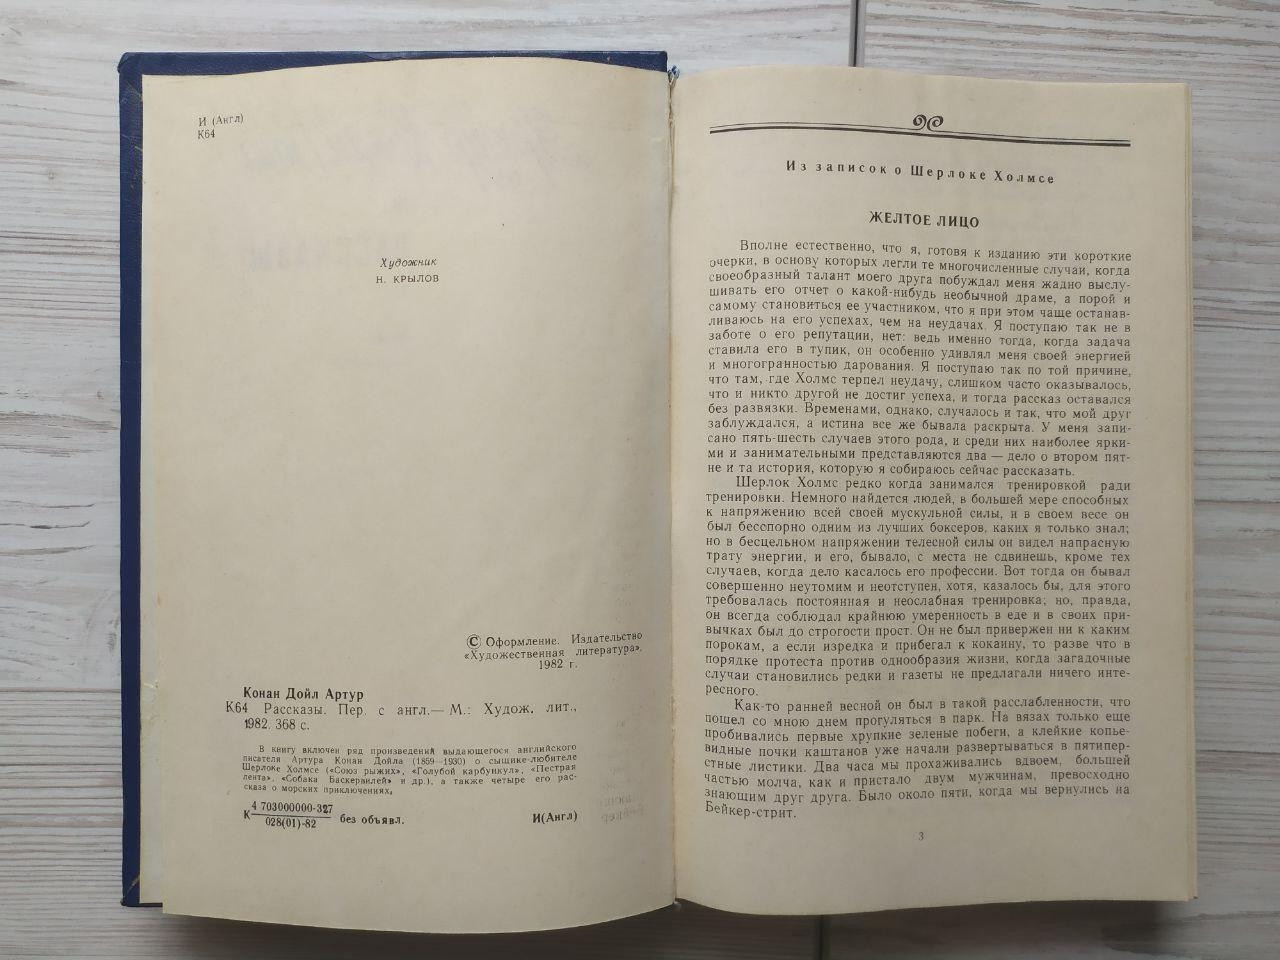 И (Англ)
К64
Художник
Н. КРЫЛОВ
© Оформление. Издательство
«Художественная литература».
1982 г.
Конан Дойл Артур
К64 Рассказы. Пер. с англ.— М.: Худож. лит.,
1982. 368 с.
В книгу включен ряд произведений выдающегося английского
писателя Артура Конан Дойла (1859—1930) о сыщике-любителе
Шерлоке Холмсе («Союз рыжих», «Голубой карбункул», «Пестрая
лента», «Собака Баскервилей» и др.), а также четыре его рас-
сказа о морских приключениях.
К 4 703000000-327
028(01)-82 без объявл. И(Англ)
Из записок о Шерлоке Холмсе
ЖЕЛТОЕ ЛИЦО
Вполне естественно, что я, готовя к изданию эти короткие
очерки, в основу которых легли те многочисленные случаи, когда
своеобразный талант моего друга побуждал меня жадно выслу-
шивать его отчет о какой-нибудь необычной драме, а порой и
самому становиться ее участником, что я при этом чаще останав-
ливаюсь на его успехах, чем на неудачах. Я поступаю так не в
заботе о его репутации, нет: ведь именно тогда, когда задача
ставила его в тупик, он особенно удивлял меня своей энергией
и многогранностью дарования. Я поступаю так по той причине,
что там, где Холмс терпел неудачу, слишком часто оказывалось,
что и никто другой не достиг успеха, и тогда рассказ оставался
без развязки. Временами, однако, случалось и так, что мой друг
заблуждался, а истина все же бывала раскрыта. У меня запи-
сано пять-шесть случаев этого рода, и среди них наиболее ярки-
ми и занимательными представляются два — дело о втором пят-
не и та история, которую я собираюсь сейчас рассказать.
Шерлок Холмс редко когда занимался тренировкой ради
тренировки. Немного найдется людей, в большей мере способных
к напряжению всей своей мускульной силы, и в своем весе он
был бесспорно одним из лучших боксеров, каких я только знал;
но в бесцельном напряжении телесной силы он видел напрасную
трату энергии, и его, бывало, с места не сдвинешь, кроме тех
случаев, когда дело касалось его профессии. Вот тогда он бывал
совершенно неутомим и неотступен, хотя, казалось бы, для этого
требовалась постоянная и неослабная тренировка; но, правда,
он всегда соблюдал крайнюю умеренность в еде и в своих при-
вычках был до строгости прост. Он не был привержен ни к каким
порокам, а если изредка и прибегал к кокаину, то разве что в
порядке протеста против однообразия жизни, когда загадочные
случаи становились редки и газеты не предлагали ничего инте-
ресного.
Как-то ранней весной он был в такой расслабленности, что
пошел со мною днем прогуляться в парк. На вязах только еще
пробивались первые хрупкие зеленые побеги, а клейкие копье-
видные почки каштанов уже начали развертываться в пятипер-
стные листики. Два часа мы прохаживались вдвоем, большей
частью молча, как и пристало двум мужчинам, превосходно
знающим друг друга. Было около пяти, когда мы вернулись на
Бейкер-стрит.
3